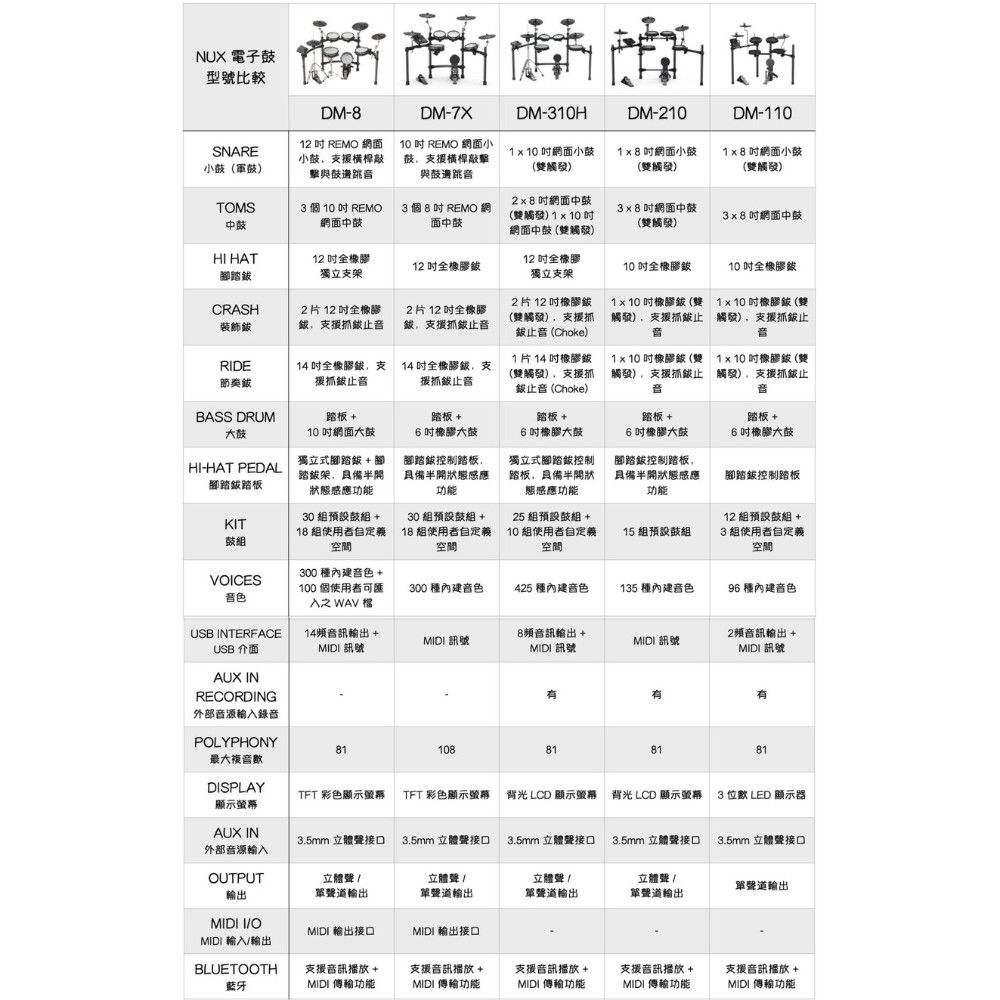 NUX 電子鼓
型號比較
DM-8
DM-7X
DM-310H
DM-210
DM-110
SNARE
小鼓（軍鼓）
12 吋 REMO 網面
小鼓，支援橫桿敲
擊與鼓邊跳音
10 吋 REMO 網面小
鼓，支援橫桿敲擊
與鼓邊跳音
1 x 10 吋網面小鼓
(雙觸發)
1 x 8 吋網面小鼓
(雙觸發)
1 x 8 吋網面小鼓
(雙觸發)
TOMS
中鼓
3 個 10 吋 REMO
網面中鼓
3 個 8 吋 REMO 網
面中鼓
2 x 8 吋網面中鼓
(雙觸發) 1 x 10 吋
網面中鼓 (雙觸發)
3 x 8 吋網面中鼓
(雙觸發)
3 x 8 吋網面中鼓
HI HAT
腳踏鈸
12 吋全橡膠
獨立支架
12 吋全橡膠鈸
12 吋全橡膠
獨立支架
10 吋全橡膠鈸
10 吋全橡膠鈸
CRASH
裝飾鈸
2 片 12 吋全橡膠
鈸，支援抓鈸止音
2 片 12 吋全橡膠
鈸，支援抓鈸止音
2 片 12 吋橡膠鈸
(雙觸發)，支援抓
鈸止音 (Choke)
1 x 10 吋橡膠鈸 (雙
觸發)，支援抓鈸止
音
1 x 10 吋橡膠鈸 (雙
觸發)，支援抓鈸止
音
RIDE
節奏鈸
14 吋全橡膠鈸，支
援抓鈸止音
14 吋全橡膠鈸，支
援抓鈸止音
1 片 14 吋橡膠鈸
(雙觸發)，支援抓
鈸止音 (Choke)
1 x 10 吋橡膠鈸 (雙
觸發)，支援抓鈸止
音
1 x 10 吋橡膠鈸 (雙
觸發)，支援抓鈸止
音
BASS DRUM
大鼓
踏板 +
10 吋網面大鼓
踏板 +
6 吋橡膠大鼓
踏板 +
6 吋橡膠大鼓
踏板 +
6 吋橡膠大鼓
踏板 +
6 吋橡膠大鼓
HI-HAT PEDAL
腳踏鈸踏板
獨立式腳踏鈸 + 腳
踏鈸架，具備半開
狀態感應功能
腳踏鈸控制踏板，
具備半開狀態感應
功能
獨立式腳踏鈸控制
踏板，具備半開狀
態感應功能
腳踏鈸控制踏板，
具備半開狀態感應
功能
腳踏鈸控制踏板
KIT
鼓組
30 組預設鼓組 +
18 組使用者自定義
空間
30 組預設鼓組 +
18 組使用者自定義
空間
25 組預設鼓組 +
10 組使用者自定義
空間
15 組預設鼓組
12 組預設鼓組 +
3 組使用者自定義
空間
VOICES
音色
300 種內建音色 +
100 個使用者可匯
入之 WAV 檔
300 種內建音色
425 種內建音色
135 種內建音色
96 種內建音色
USB INTERFACE
USB 介面
14頻音訊輸出 +
MIDI 訊號
MIDI 訊號
8頻音訊輸出 +
MIDI 訊號
MIDI 訊號
2頻音訊輸出 +
MIDI 訊號
AUX IN
RECORDING
外部音源輸入錄音
-
-
有
有
有
POLYPHONY
最大複音數
81
108
81
81
81
DISPLAY
顯示螢幕
TFT 彩色顯示螢幕
TFT 彩色顯示螢幕
背光 LCD 顯示螢幕
背光 LCD 顯示螢幕
3 位數 LED 顯示器
AUX IN
外部音源輸入
3.5mm 立體聲接口
3.5mm 立體聲接口
3.5mm 立體聲接口
3.5mm 立體聲接口
3.5mm 立體聲接口
OUTPUT
輸出
立體聲 /
單聲道輸出
立體聲 /
單聲道輸出
立體聲 /
單聲道輸出
立體聲 /
單聲道輸出
單聲道輸出
MIDI I/O
MIDI 輸入/輸出
MIDI 輸出接口
MIDI 輸出接口
-
-
-
BLUETOOTH
藍牙
支援音訊播放 +
MIDI 傳輸功能
支援音訊播放 +
MIDI 傳輸功能
支援音訊播放 +
MIDI 傳輸功能
支援音訊播放 +
MIDI 傳輸功能
支援音訊播放 +
MIDI 傳輸功能